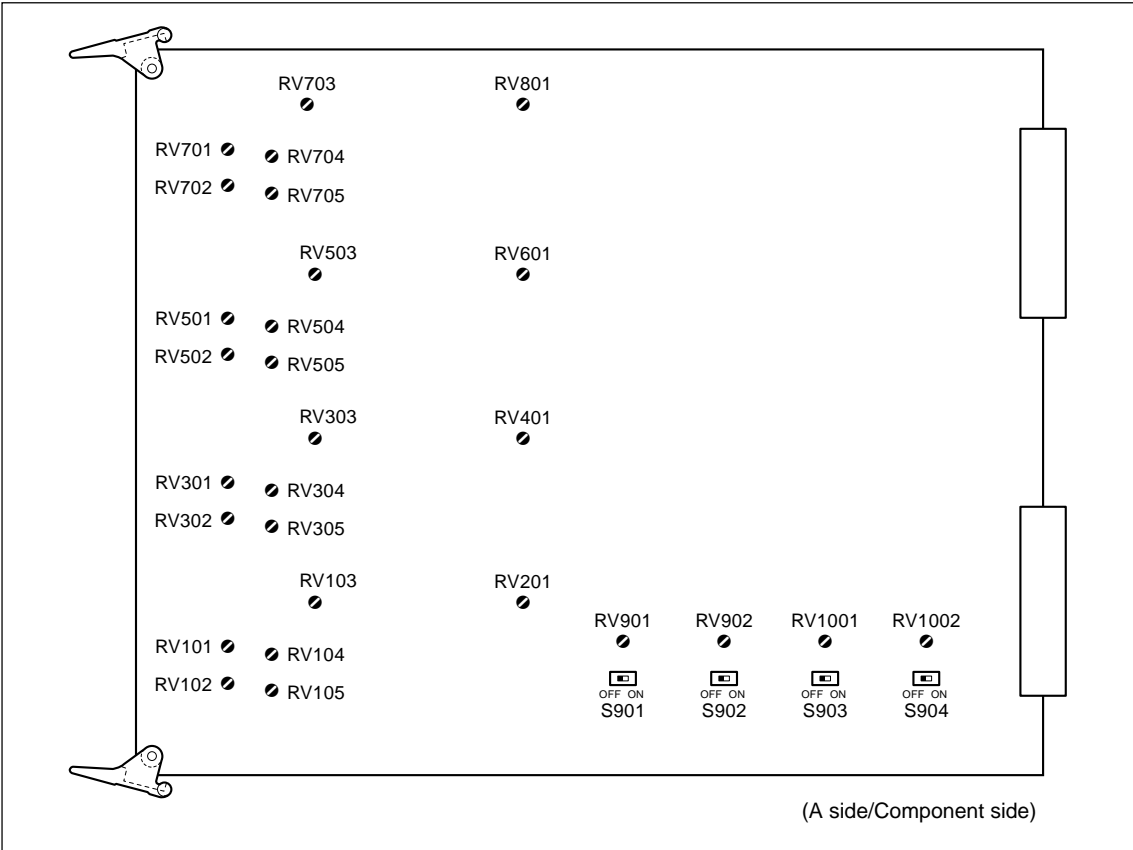 RV703 RV801
RV701 RV704
RV702 RV705
RV503 RV601
RV501 RV504
RV502 RV505
RV303 RV401
RV301 RV304
RV302 RV305
RV103 RV201
RV901 RV902 RV1001 RV1002
RV101 RV104
RV102 RV105
OFF ON OFF ON OFF ON OFF ON
S901 S902 S903 S904
(A side/Component side)